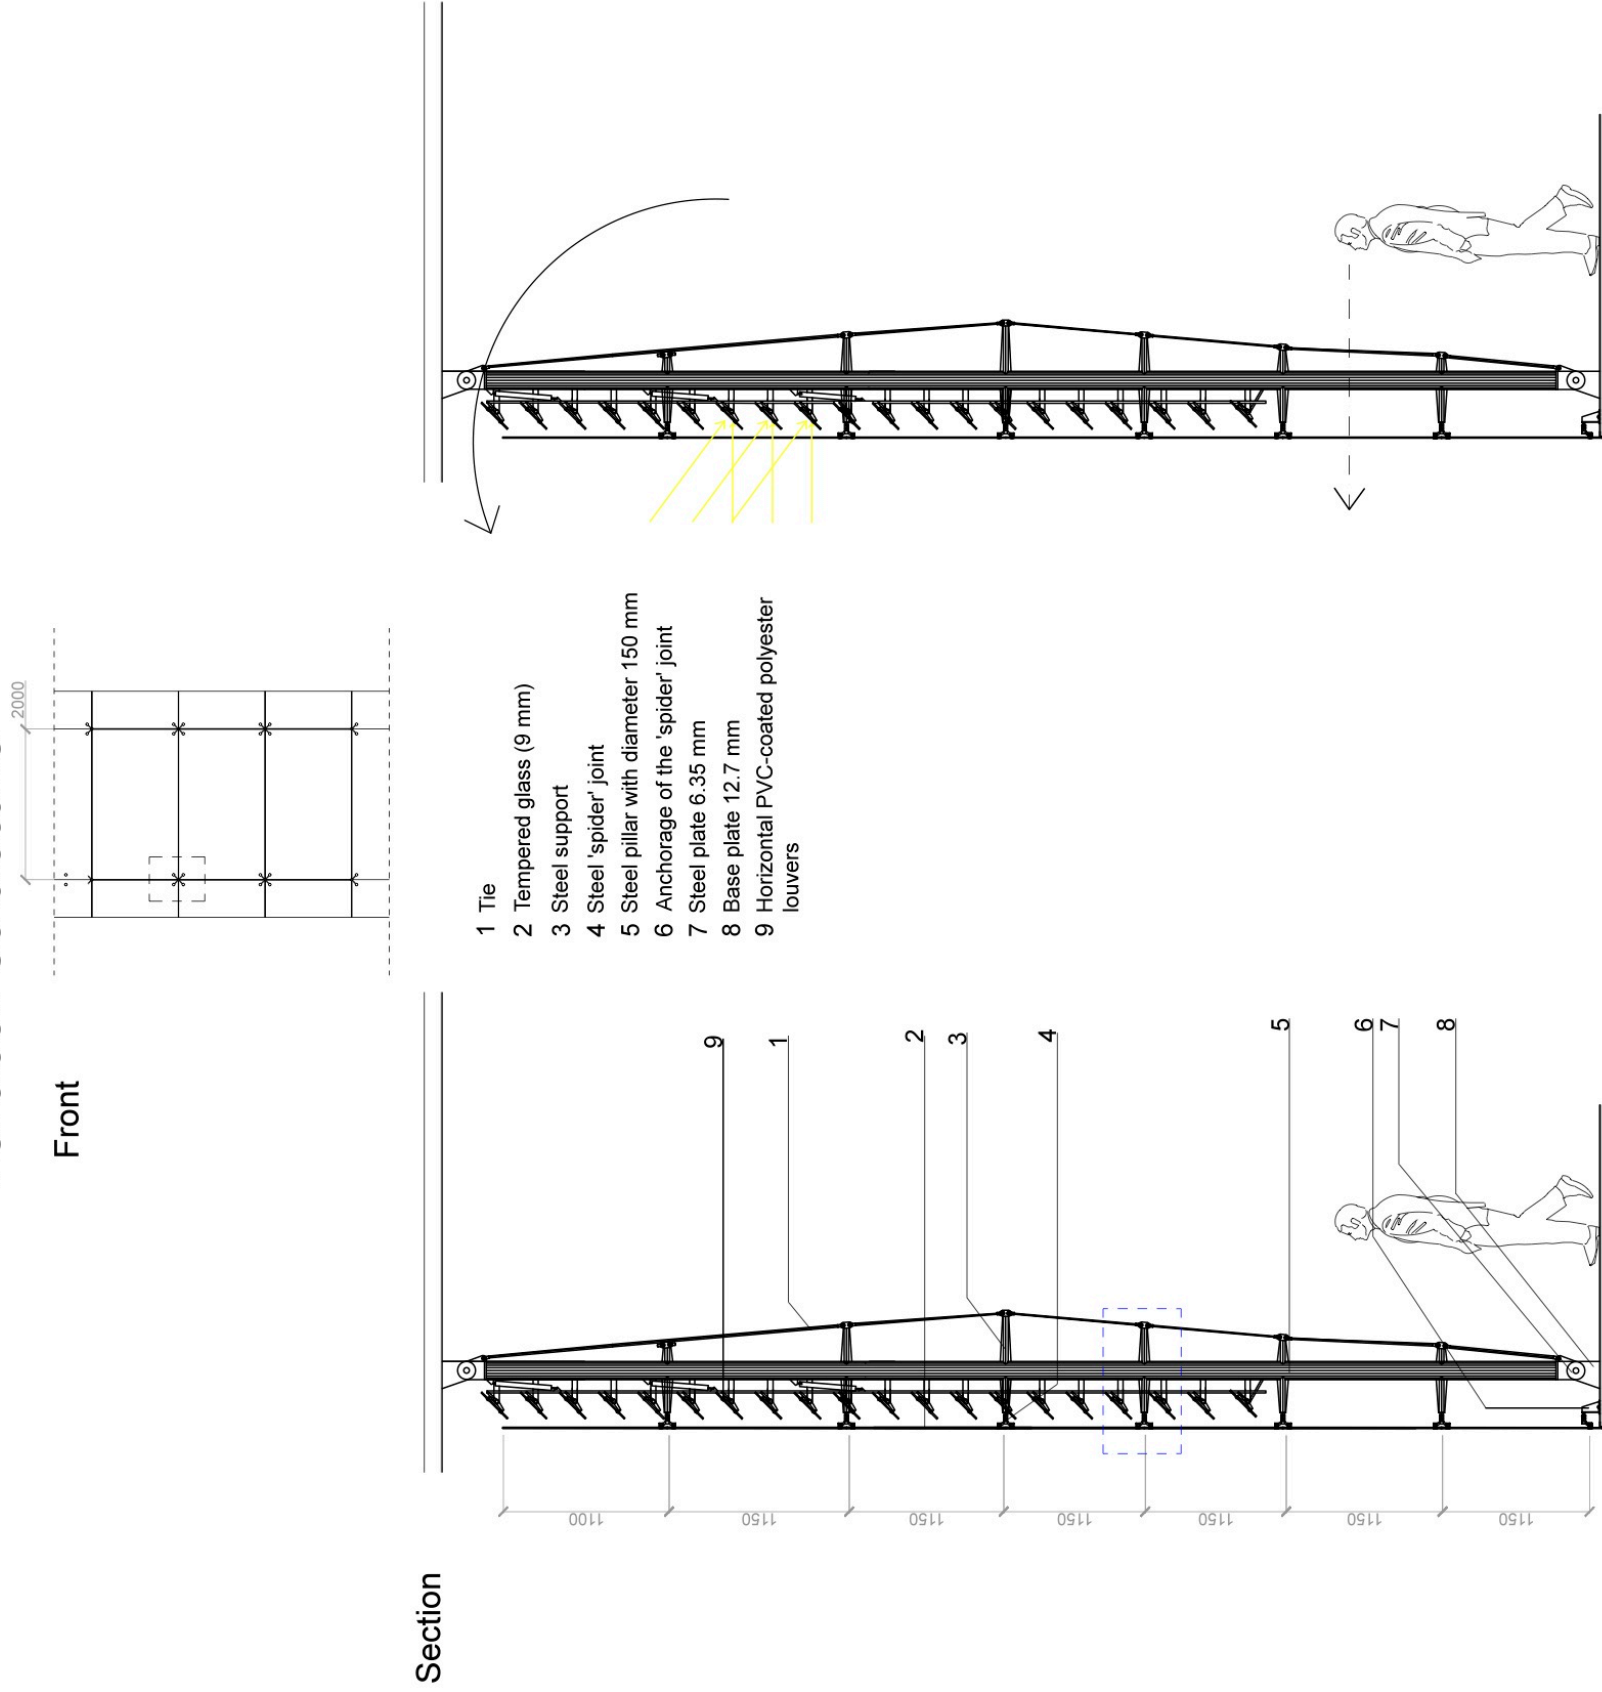 Front
2000
1 Tie
2 Tempered glass (9 mm)
3 Steel support
4 Steel 'spider' joint
5 Steel pillar with diameter 150 mm
6 Anchorage of the 'spider' joint
7 Steel plate 6.35 mm
8 Base plate 12.7 mm
9 Horizontal PVC-coated polyester
louvers
Section
9
1
2
3
4
5
6
7
8
1100
1150
1150
1150
1150
1150
1150